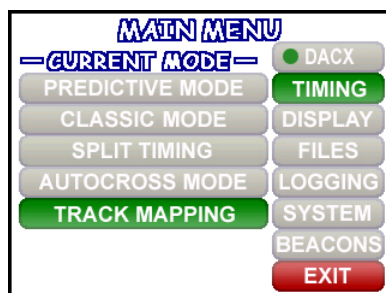 MAIN MENU
CURRENT MODE
PREDICTIVE MODE
CLASSIC MODE
SPLIT TIMING
AUTOCROSS MODE
TRACK MAPPING
DACX
TIMING
DISPLAY
FILES
LOGGING
SYSTEM
BEACONS
EXIT